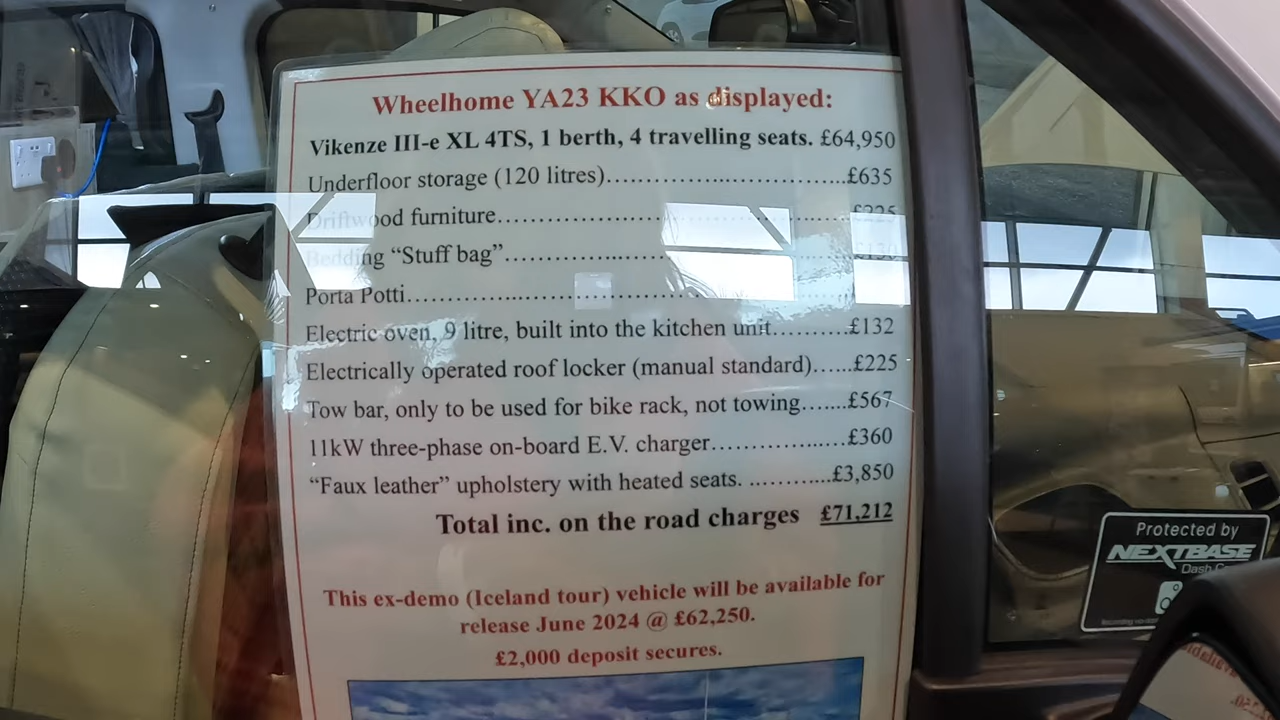 Wheelhome YA23 KKO as displayed:
Vikenze III-e XL 4TS, 1 berth, 4 travelling seats. £64,950
Underfloor storage (120 litres)..............................£635
Driftwood furniture..............................£225
Bedding “Stuff bag”..............................£130
Porta Potti..............................
Electric oven, 9 litre, built into the kitchen unit..........£132
Electrically operated roof locker (manual standard)......£225
Tow bar, only to be used for bike rack, not towing.......£567
11kW three-phase on-board E.V. charger.................£360
“Faux leather” upholstery with heated seats. ...........£3,850
Total inc. on the road charges £71,212
This ex-demo (Iceland tour) vehicle will be available for
release June 2024 @ £62,250.
£2,000 deposit secures.
Protected by
NEXTBASE
Dash